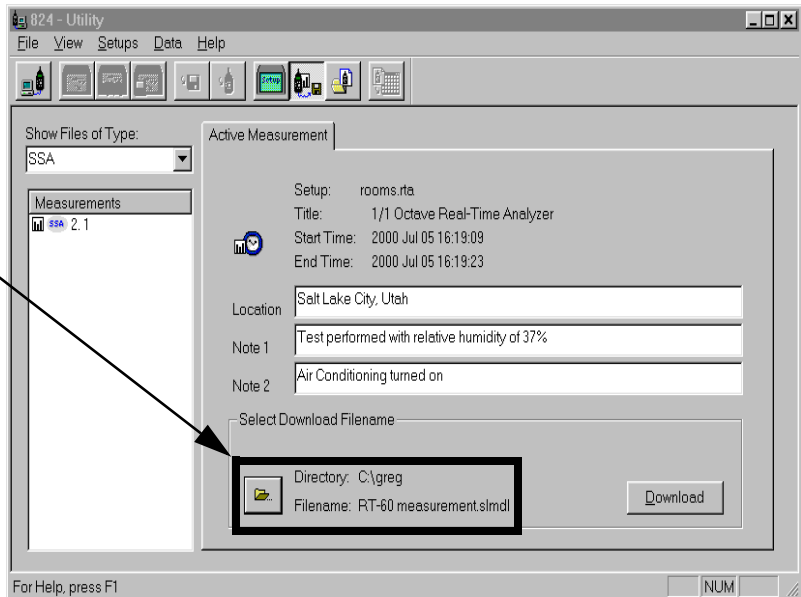 824 - Utility
File View Setups Data Help
Setup
Show Files of Type:
SSA
Measurements
SSA 2.1
Active Measurement
Setup: rooms.rta
Title: 1/1 Octave Real-Time Analyzer
Start Time: 2000 Jul 05 16:19:09
End Time: 2000 Jul 05 16:19:23
Location Salt Lake City, Utah
Note 1 Test performed with relative humidity of 37%
Note 2 Air Conditioning turned on
Select Download Filename
Directory: C:\greg
Filename: RT-60 measurement.slmdl
Download
For Help, press F1
NUM